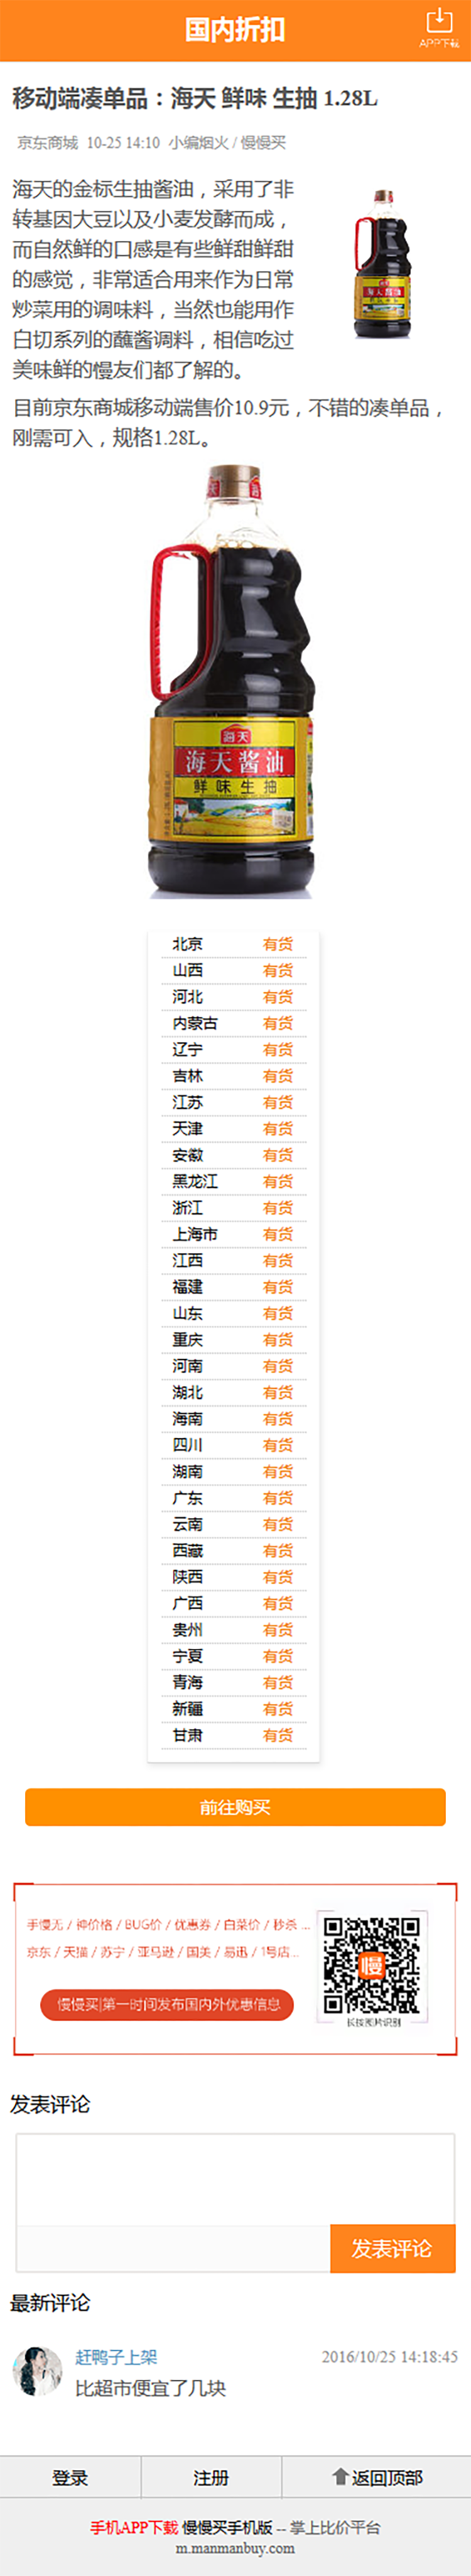 国内折扣
APP下载
移动端凑单品：海天 鲜味 生抽 1.28L
京东商城 10-25 14:10 小编烟火 / 慢慢买
海天的金标生抽酱油，采用了非
转基因大豆以及小麦发酵而成，
而自然鲜的口感是有些鲜甜鲜甜
的感觉，非常适合用来作为日常
炒菜用的调味料，当然也能用作
白切系列的蘸酱调料，相信吃过
美味鲜的慢友们都了解的。
海天酱油
目前京东商城移动端售价10.9元，不错的凑单品，
刚需可入，规格1.28L。
海天
海天酱油
鲜味生抽
北京 有货
山西 有货
河北 有货
内蒙古 有货
辽宁 有货
吉林 有货
江苏 有货
天津 有货
安徽 有货
黑龙江 有货
浙江 有货
上海市 有货
江西 有货
福建 有货
山东 有货
重庆 有货
河南 有货
湖北 有货
海南 有货
四川 有货
湖南 有货
广东 有货
云南 有货
西藏 有货
陕西 有货
广西 有货
贵州 有货
宁夏 有货
青海 有货
新疆 有货
甘肃 有货
前往购买
手慢无 / 神价格 / BUG价 / 优惠券 / 白菜价 / 秒杀 ...
京东 / 天猫 / 苏宁 / 亚马逊 / 国美 / 易迅 / 1号店...
慢慢买|第一时间发布国内外优惠信息
慢
长按图片识别
发表评论
发表评论
最新评论
赶鸭子上架 2016/10/25 14:18:45
比超市便宜了几块
登录 注册 返回顶部
手机APP下载 慢慢买手机版 -- 掌上比价平台
m.manmanbuy.com